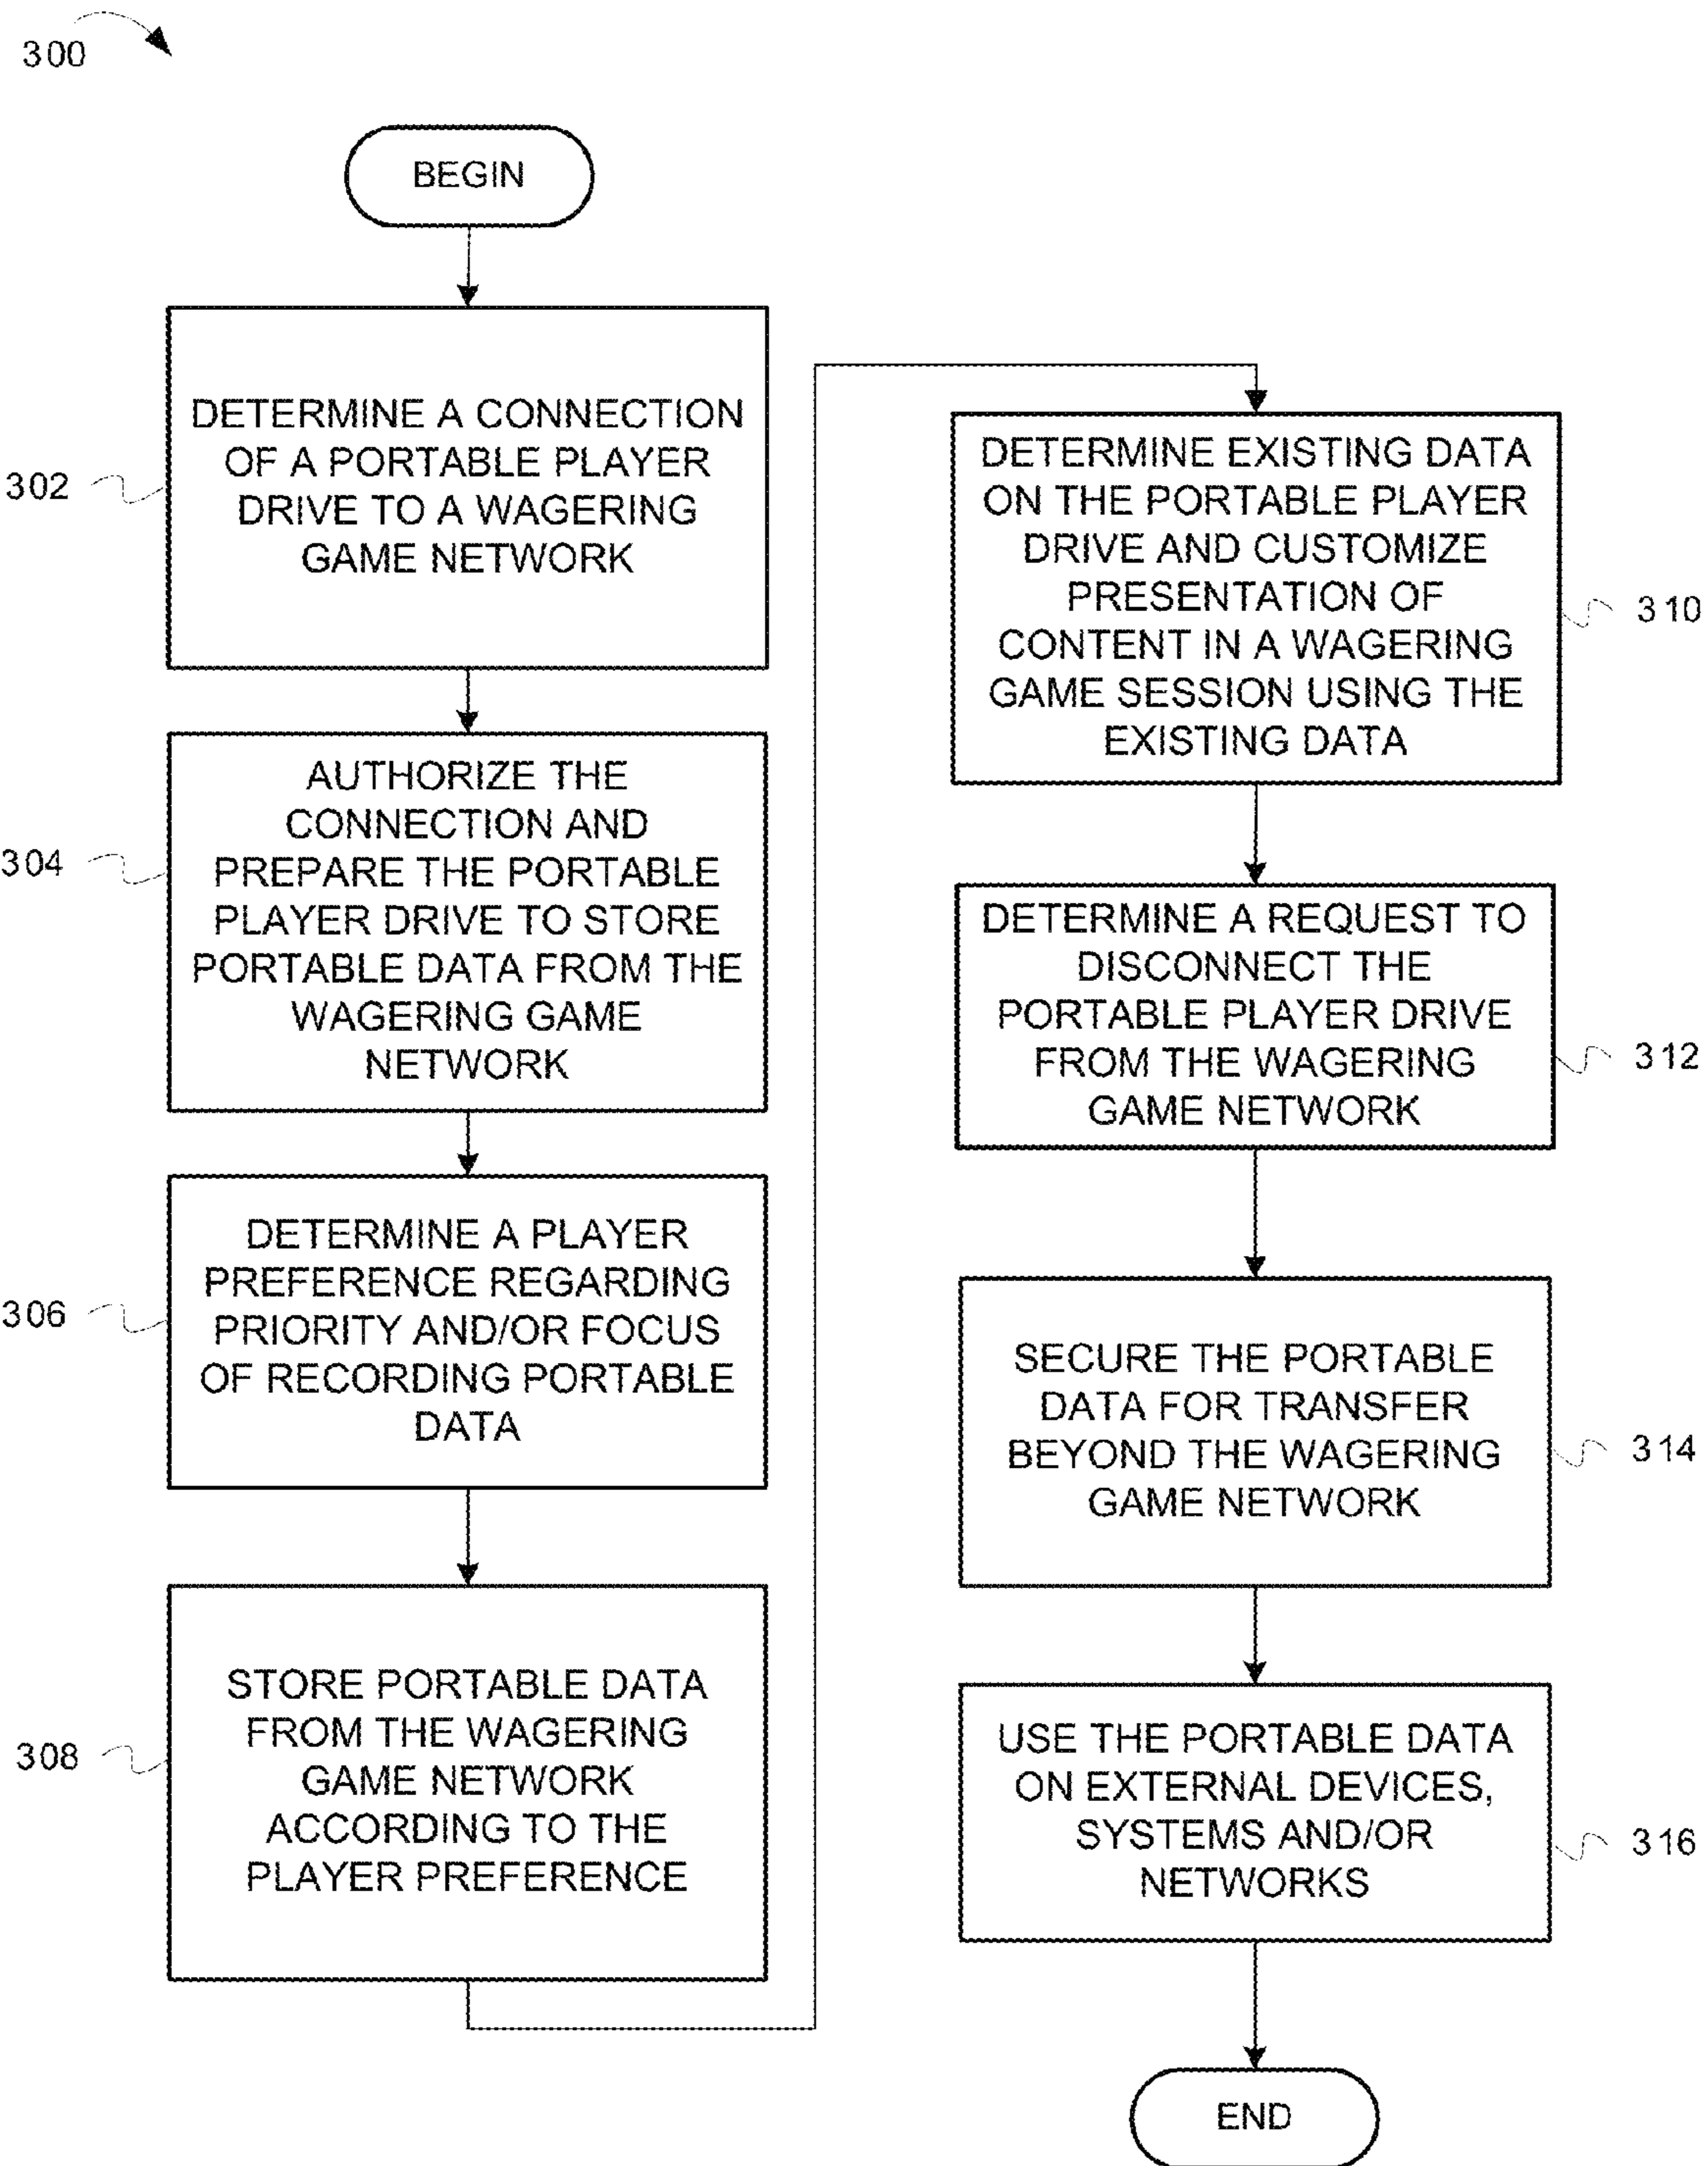 300
BEGIN
302
DETERMINE A CONNECTION
OF A PORTABLE PLAYER
DRIVE TO A WAGERING
GAME NETWORK
304
AUTHORIZE THE
CONNECTION AND
PREPARE THE PORTABLE
PLAYER DRIVE TO STORE
PORTABLE DATA FROM THE
WAGERING GAME
NETWORK
306
DETERMINE A PLAYER
PREFERENCE REGARDING
PRIORITY AND/OR FOCUS
OF RECORDING PORTABLE
DATA
308
STORE PORTABLE DATA
FROM THE WAGERING
GAME NETWORK
ACCORDING TO THE
PLAYER PREFERENCE
DETERMINE EXISTING DATA
ON THE PORTABLE PLAYER
DRIVE AND CUSTOMIZE
PRESENTATION OF
CONTENT IN A WAGERING
GAME SESSION USING THE
EXISTING DATA
310
DETERMINE A REQUEST TO
DISCONNECT THE
PORTABLE PLAYER DRIVE
FROM THE WAGERING
GAME NETWORK
312
SECURE THE PORTABLE
DATA FOR TRANSFER
BEYOND THE WAGERING
GAME NETWORK
314
USE THE PORTABLE DATA
ON EXTERNAL DEVICES,
SYSTEMS AND/OR
NETWORKS
316
END